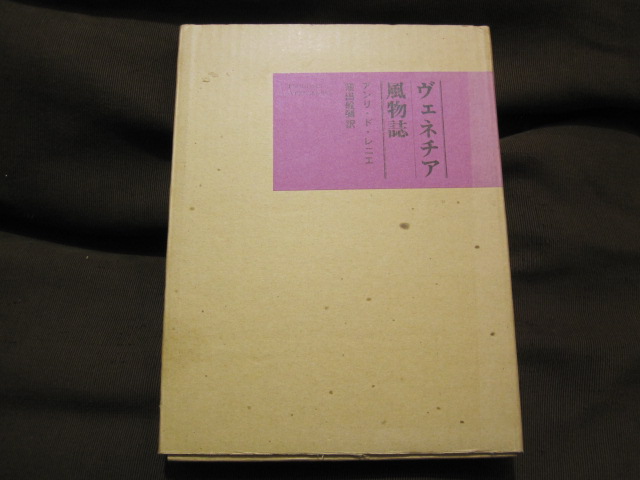 ヴェネチア
風物誌
アンリ・ド・レニエ
窪田般彌訳